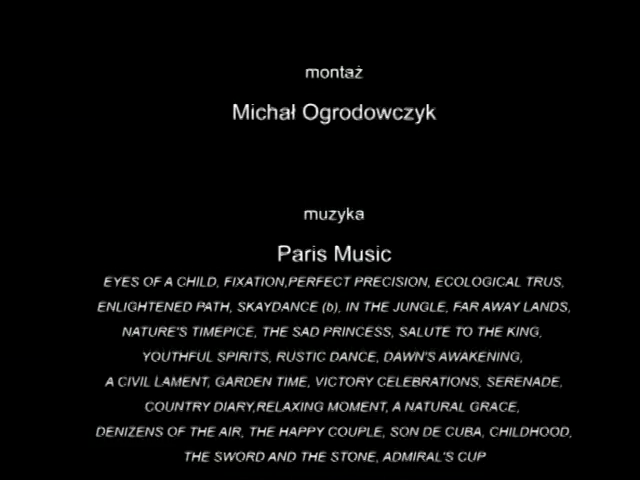 montaż
Michał Ogrodowczyk
muzyka
Paris Music
EYES OF A CHILD, FIXATION,PERFECT PRECISION, ECOLOGICAL TRUS,
ENLIGHTENED PATH, SKAYDANCE (b), IN THE JUNGLE, FAR AWAY LANDS,
NATURE'S TIMEPICE, THE SAD PRINCESS, SALUTE TO THE KING,
YOUTHFUL SPIRITS, RUSTIC DANCE, DAWN'S AWAKENING,
A CIVIL LAMENT, GARDEN TIME, VICTORY CELEBRATIONS, SERENADE,
COUNTRY DIARY,RELAXING MOMENT, A NATURAL GRACE,
DENIZENS OF THE AIR, THE HAPPY COUPLE, SON DE CUBA, CHILDHOOD,
THE SWORD AND THE STONE, ADMIRAL'S CUP